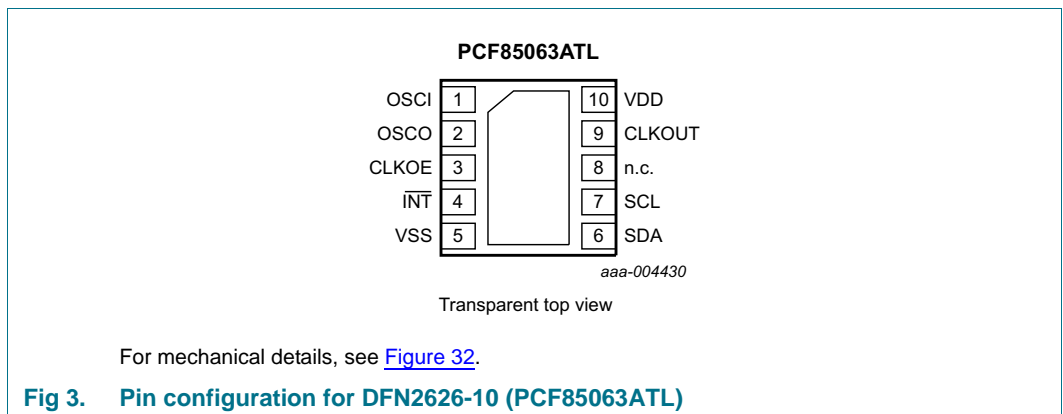 PCF85063ATL
OSCI 1 10 VDD
OSCO 2 9 CLKOUT
CLKOE 3 8 n.c.
INT 4 7 SCL
VSS 5 6 SDA
aaa-004430
Transparent top view
For mechanical details, see Figure 32.
Fig 3. Pin configuration for DFN2626-10 (PCF85063ATL)